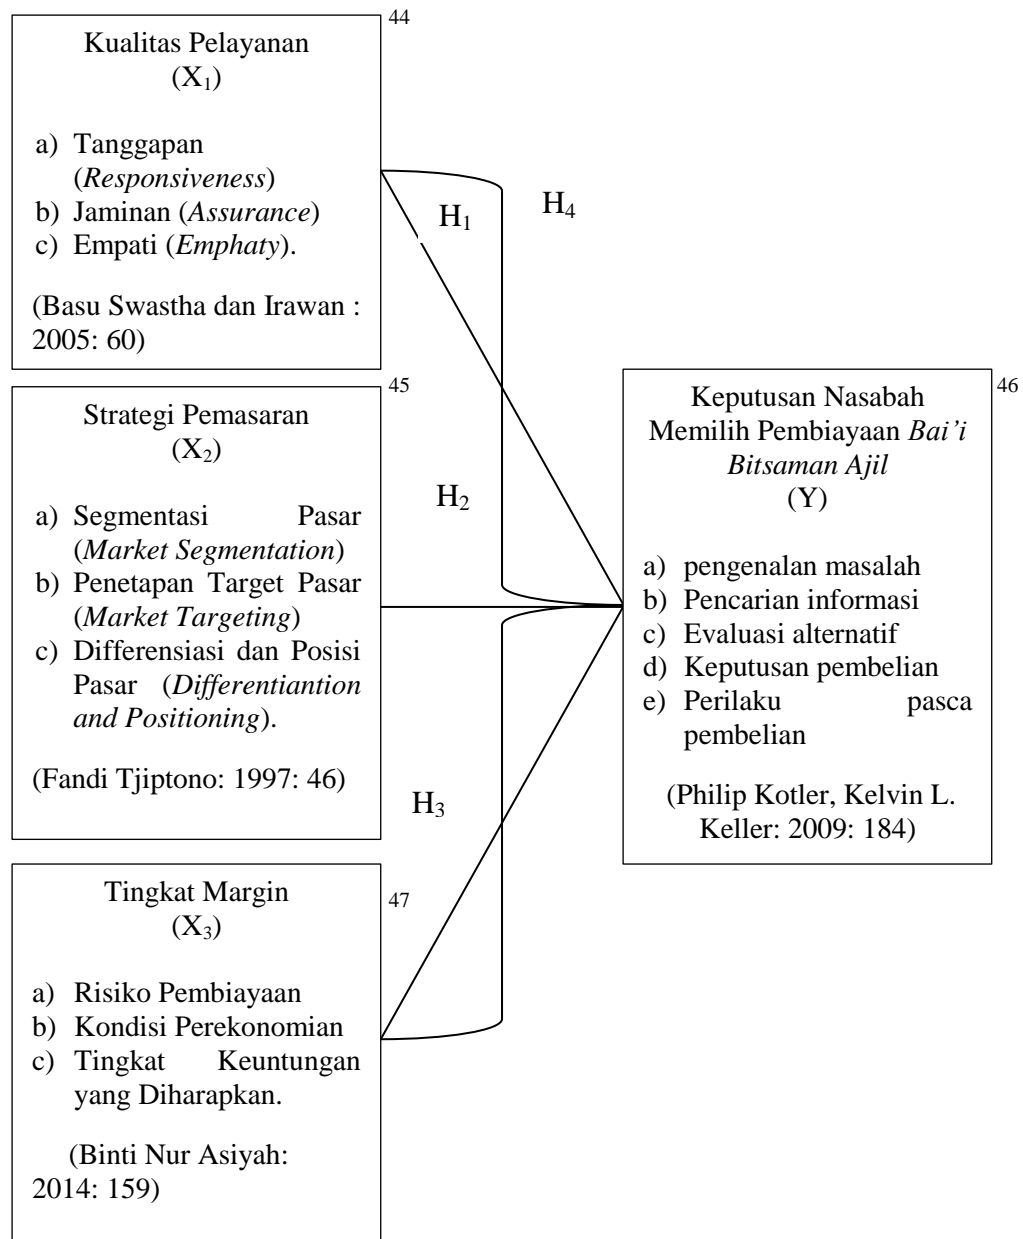 44
Kualitas Pelayanan
(X₁)
a) Tanggapan
(Responsiveness)
b) Jaminan (Assurance)
c) Empati (Emphaty).
(Basu Swastha dan Irawan :
2005: 60)
H₁
H₄
45
Strategi Pemasaran
(X₂)
a) Segmentasi Pasar
(Market Segmentation)
b) Penetapan Target Pasar
(Market Targeting)
c) Differensiasi dan Posisi
Pasar (Differentiantion
and Positioning).
(Fandi Tjiptono: 1997: 46)
H₂
H₃
46
Keputusan Nasabah
Memilih Pembiayaan Bai’i
Bitsaman Ajil
(Y)
a) pengenalan masalah
b) Pencarian informasi
c) Evaluasi alternatif
d) Keputusan pembelian
e) Perilaku pasca
pembelian
(Philip Kotler, Kelvin L.
Keller: 2009: 184)
47
Tingkat Margin
(X₃)
a) Risiko Pembiayaan
b) Kondisi Perekonomian
c) Tingkat Keuntungan
yang Diharapkan.
(Binti Nur Asiyah:
2014: 159)